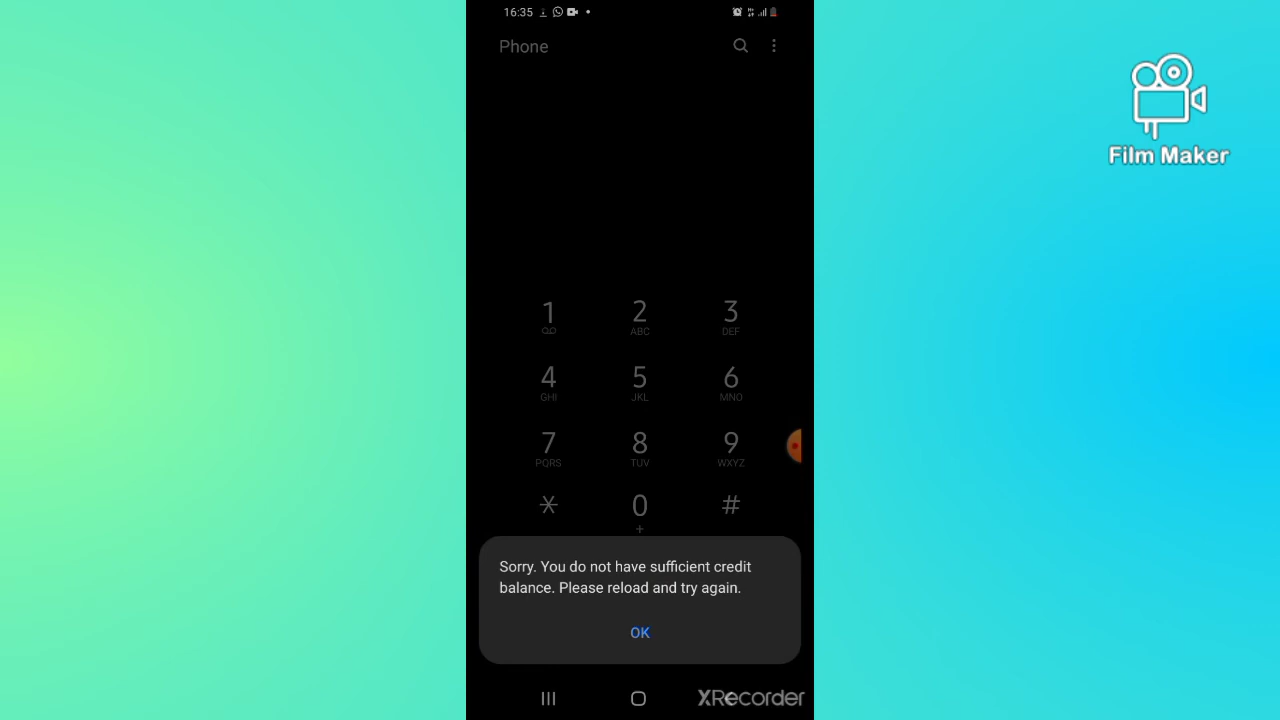 16:35
Phone
Film Maker
1
2
ABC
3
DEF
4
GHI
5
JKL
6
MNO
7
PQRS
8
TUV
9
WXYZ
*
0
+
#
Sorry. You do not have sufficient credit
balance. Please reload and try again.
OK
XRecorder